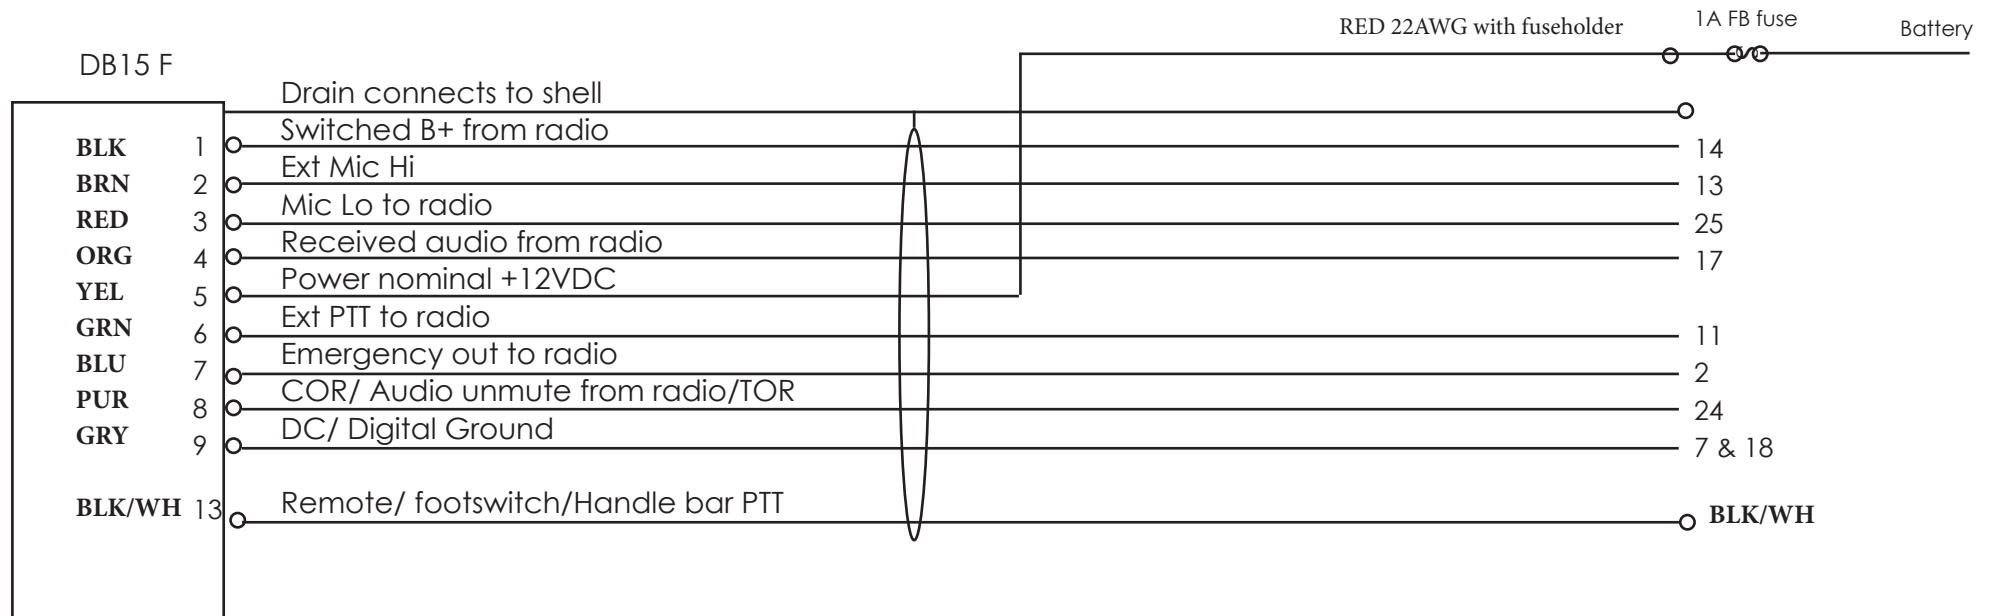 RED 22AWG with fuseholder 1A FB fuse Battery
DB15 F
Drain connects to shell
Switched B+ from radio
BLK 1 14
Ext Mic Hi
BRN 2 13
Mic Lo to radio
RED 3 25
Received audio from radio
ORG 4 17
Power nominal +12VDC
YEL 5
Ext PTT to radio
GRN 6 11
Emergency out to radio
BLU 7 2
COR/ Audio unmute from radio/TOR
PUR 8 24
DC/ Digital Ground
GRY 9 7 & 18
BLK/WH 13 Remote/ footswitch/Handle bar PTT BLK/WH